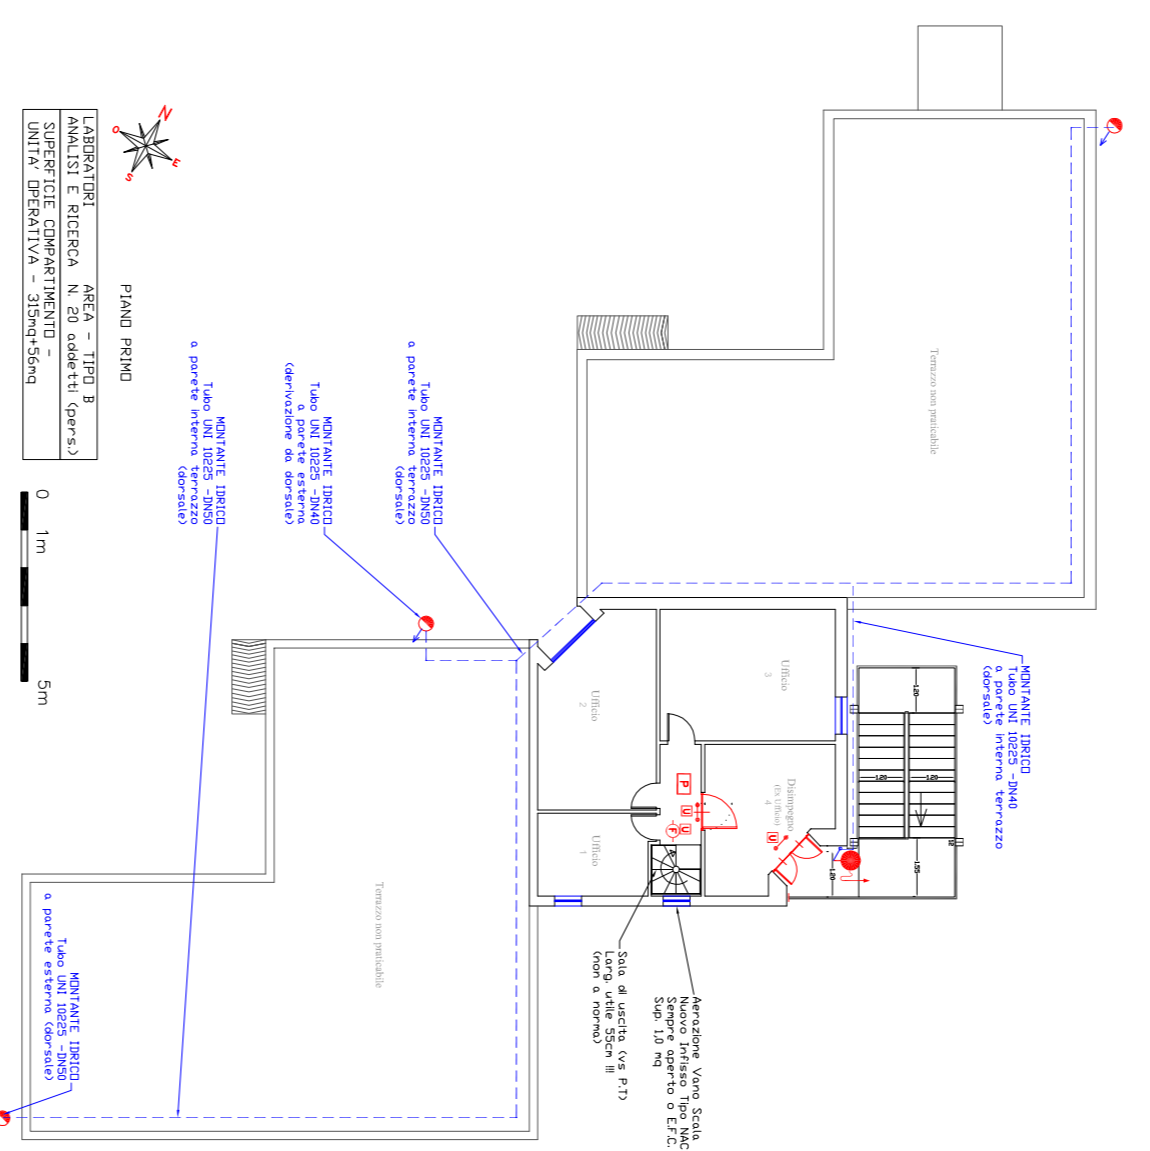 LABORATORI AREA - TIPO B
ANALISI E RICERCA N. 20 addetti (pers.)
SUPERFICIE COMPARTIMENTO -
UNITA' OPERATIVA - 315mq+56mq
PIANO PRIMO
N
E
S
O
0 1m 5m
MONTANTE IDRICO
Tubo UNI 10225 -DN50
a parete interna terrazzo
(dorsale)
MONTANTE IDRICO
Tubo UNI 10225 -DN40
a parete esterna
(derivazione da dorsale)
MONTANTE IDRICO
Tubo UNI 10225 -DN50
a parete interna terrazzo
(dorsale)
MONTANTE IDRICO
Tubo UNI 10225 -DN40
a parete interna terrazzo
(dorsale)
MONTANTE IDRICO
Tubo UNI 10225 -DN50
a parete esterna (dorsale)
Terrazzo non praticabile
Terrazzo non praticabile
Ufficio
3
Ufficio
2
Ufficio
1
Disimpegno
(Ex Ufficio)
4
P
U
U
F
U
1.20
1.20
1.20
1.20
1.55
Aerazione Vano Scala
Nuovo Infisso Tipo NAC
Sempre aperto o E.F.C.
Sup. 1,0 mq
Sala di uscita (vs P.T)
Larg. utile 55cm !!!
(non a norma)